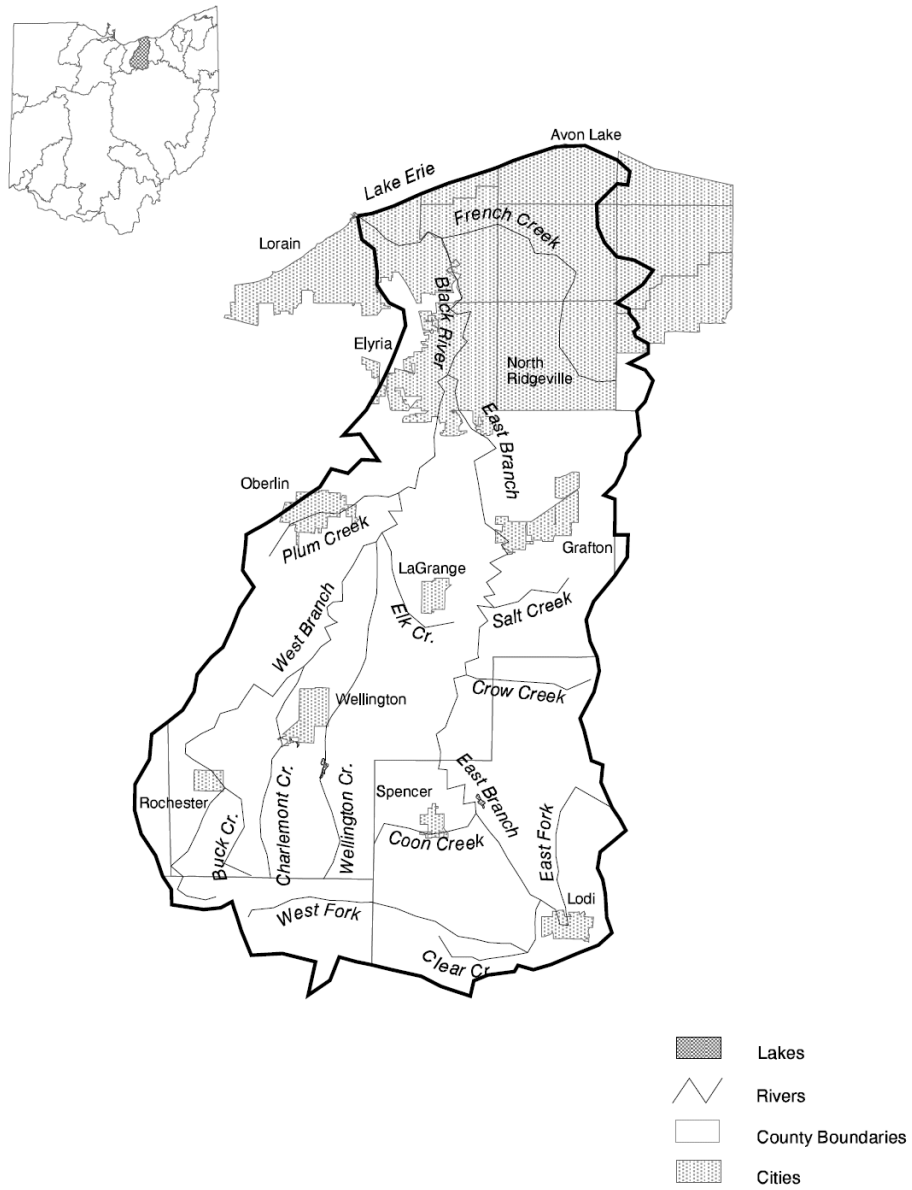 Avon Lake
Lake Erie
French Creek
Lorain
Black River
Elyria
North
Ridgeville
East Branch
Oberlin
Plum Creek
Grafton
LaGrange
West Branch
Elk Cr.
Salt Creek
Crow Creek
Wellington
East Branch
Spencer
Rochester
Buck Cr.
Charlemont Cr.
Wellington Cr.
Coon Creek
East Fork
Lodi
West Fork
Clear Cr.
Lakes
Rivers
County Boundaries
Cities